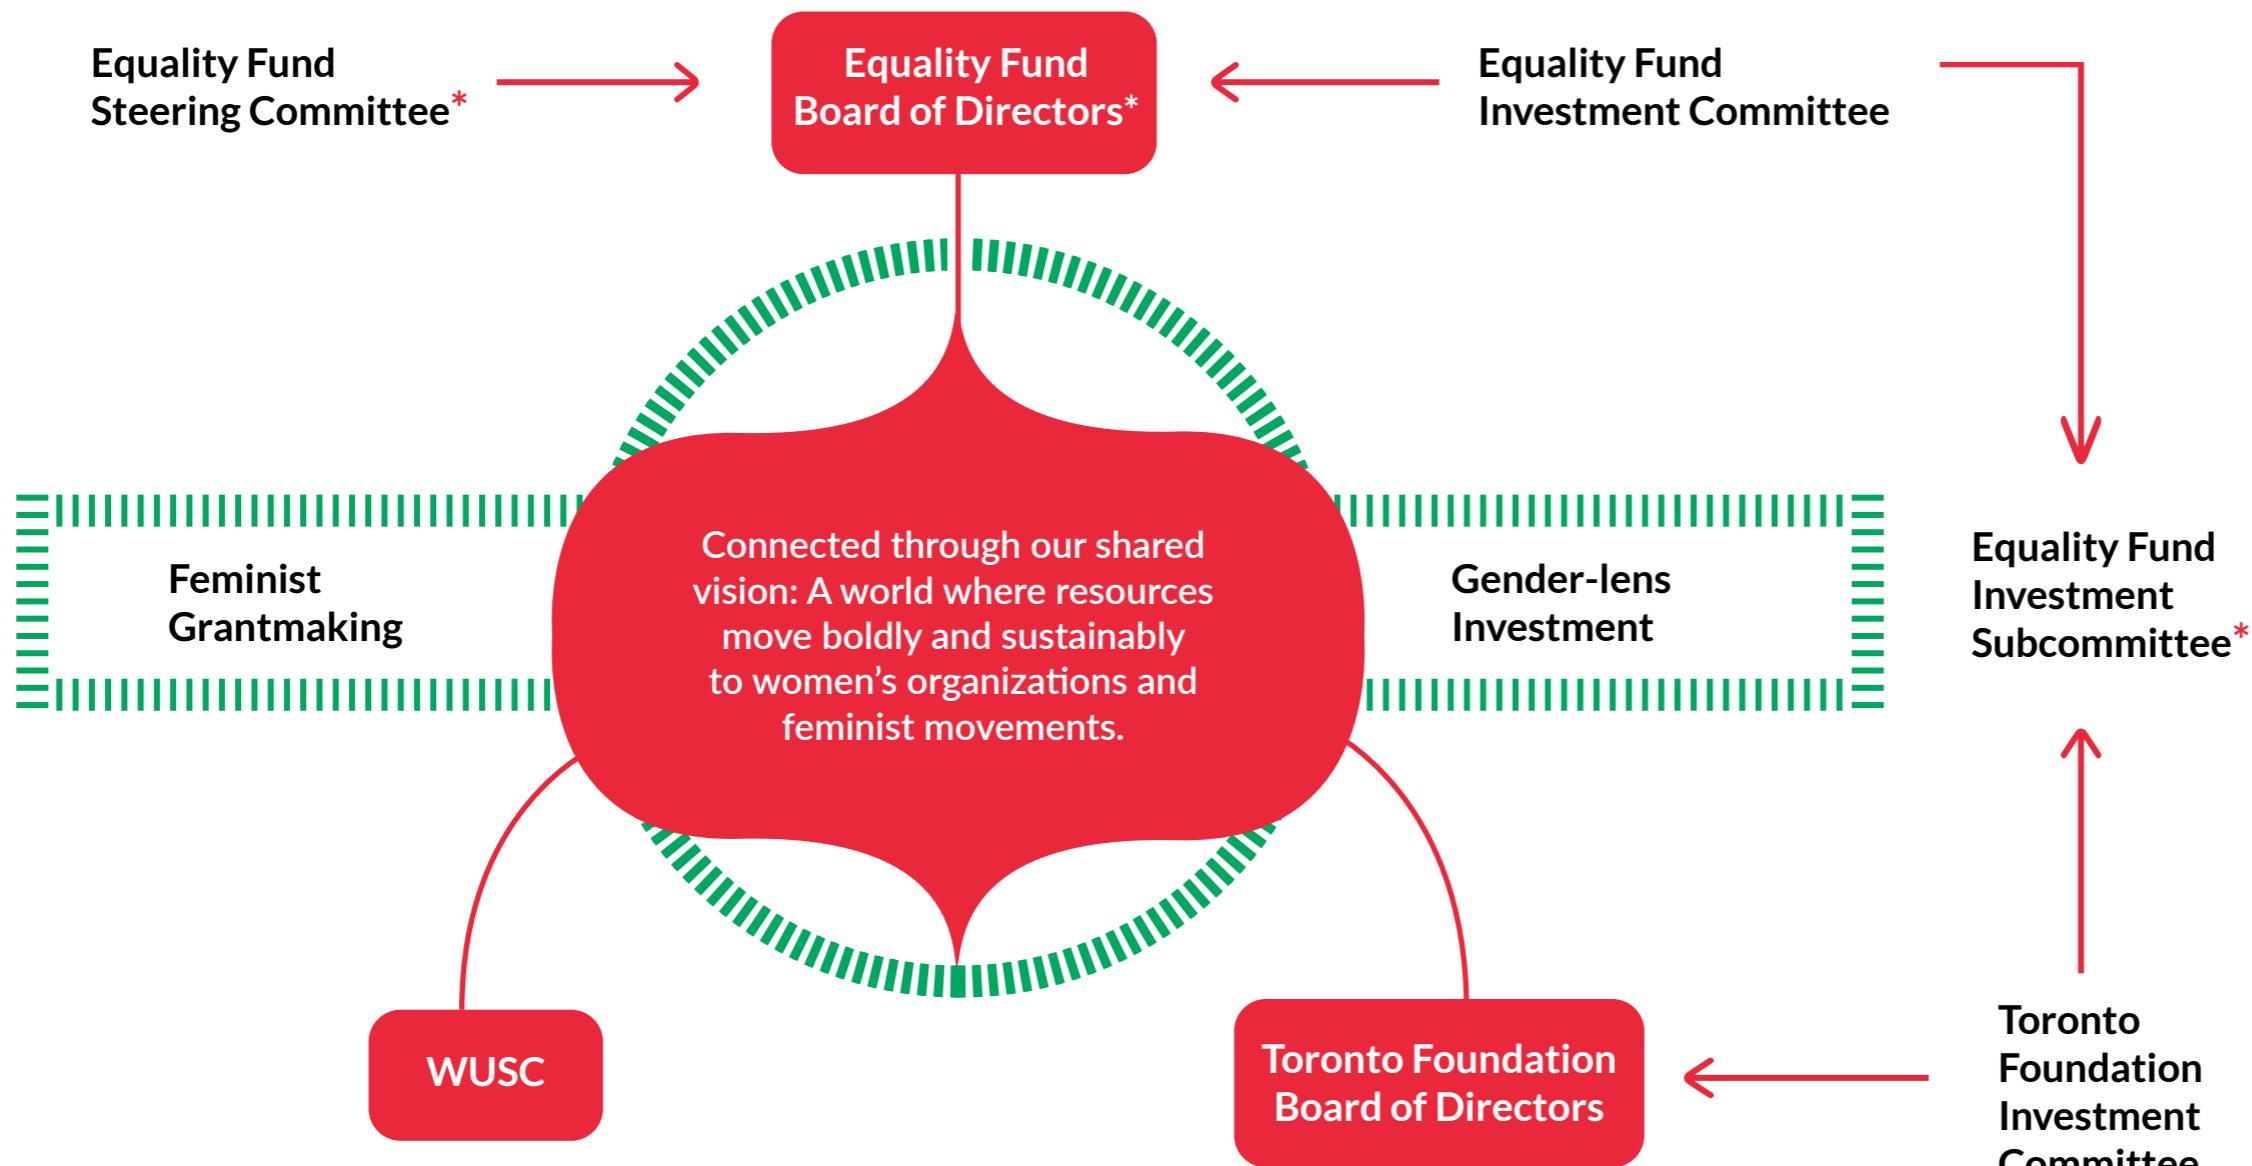 Equality Fund
Steering Committee*
Equality Fund
Board of Directors*
Equality Fund
Investment Committee
Feminist
Grantmaking
Connected through our shared
vision: A world where resources
move boldly and sustainably
to women’s organizations and
feminist movements.
Gender-lens
Investment
Equality Fund
Investment
Subcommittee*
WUSC
Toronto Foundation
Board of Directors
Toronto
Foundation
Investment
Committee